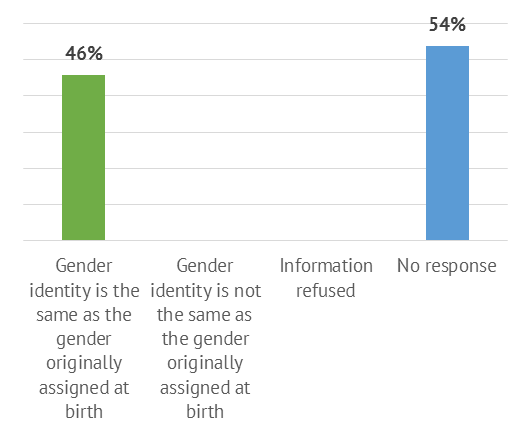 46%
54%
Gender
identity is the
same as the
gender
originally
assigned at
birth
Gender
identity is not
the same as
the gender
originally
assigned at
birth
Information
refused
No response